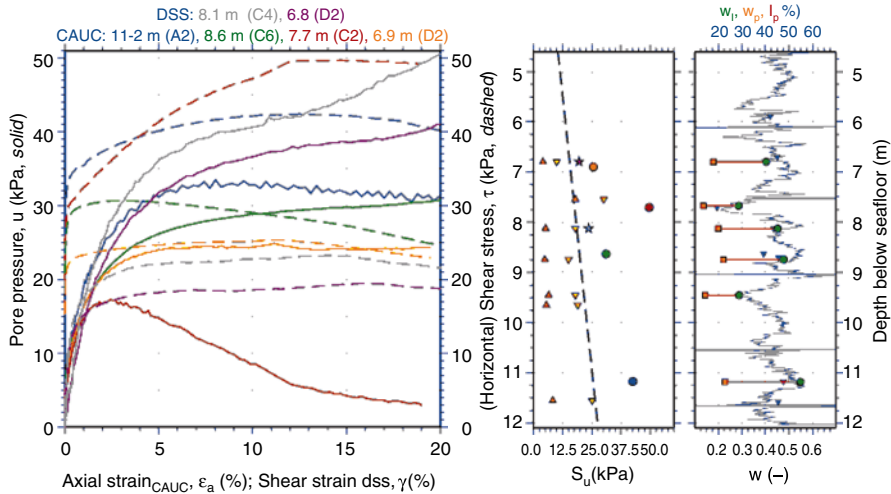 DSS: 8.1 m (C4), 6.8 (D2)
CAUC: 11-2 m (A2), 8.6 m (C6), 7.7 m (C2), 6.9 m (D2)
50
40
30
20
10
0
Pore pressure, u (kPa, solid)
0 5 10 15 20
Axial strainCAUC, εa (%); Shear strain dss, γ(%)
50
40
30
20
10
0
(Horizontal) Shear stress, τ (kPa, dashed)
5
6
7
8
9
10
11
12
0.0 12.5 25.0 37.5 50.0
Su(kPa)
wl, wp, Ip %)
20 30 40 50 60
0.2 0.3 0.4 0.5 0.6
w (–)
5
6
7
8
9
10
11
12
Depth below seafloor (m)